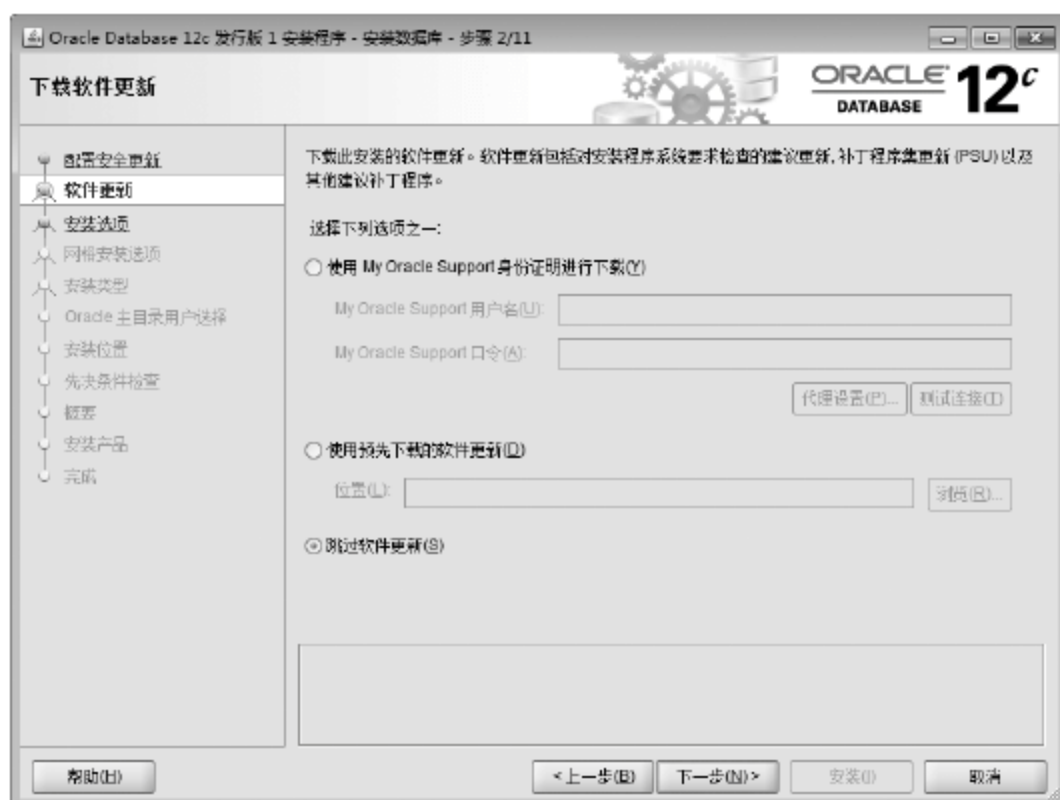 Oracle Database 12c 发行版 1 安装程序 - 安装数据库 - 步骤 2/11
下载软件更新
ORACLE
DATABASE
12c
配置安全更新
软件更新
安装选项
网格安装选项
安装类型
Oracle 主目录用户选择
安装位置
先决条件检查
概要
安装产品
完成
下载此安装的软件更新。软件更新包括对安装程序系统要求检查的建议更新, 补丁程序集更新 (PSU) 以及
其他建议补丁程序。
选择下列选项之一:
使用 My Oracle Support 身份证明进行下载(Y)
My Oracle Support 用户名(U):
My Oracle Support 口令(A):
代理设置(P)... 测试连接(T)
使用预先下载的软件更新(D)
位置(L): 浏览(R)...
跳过软件更新(S)
帮助(H) <上一步(B) 下一步(N)> 安装(I) 取消